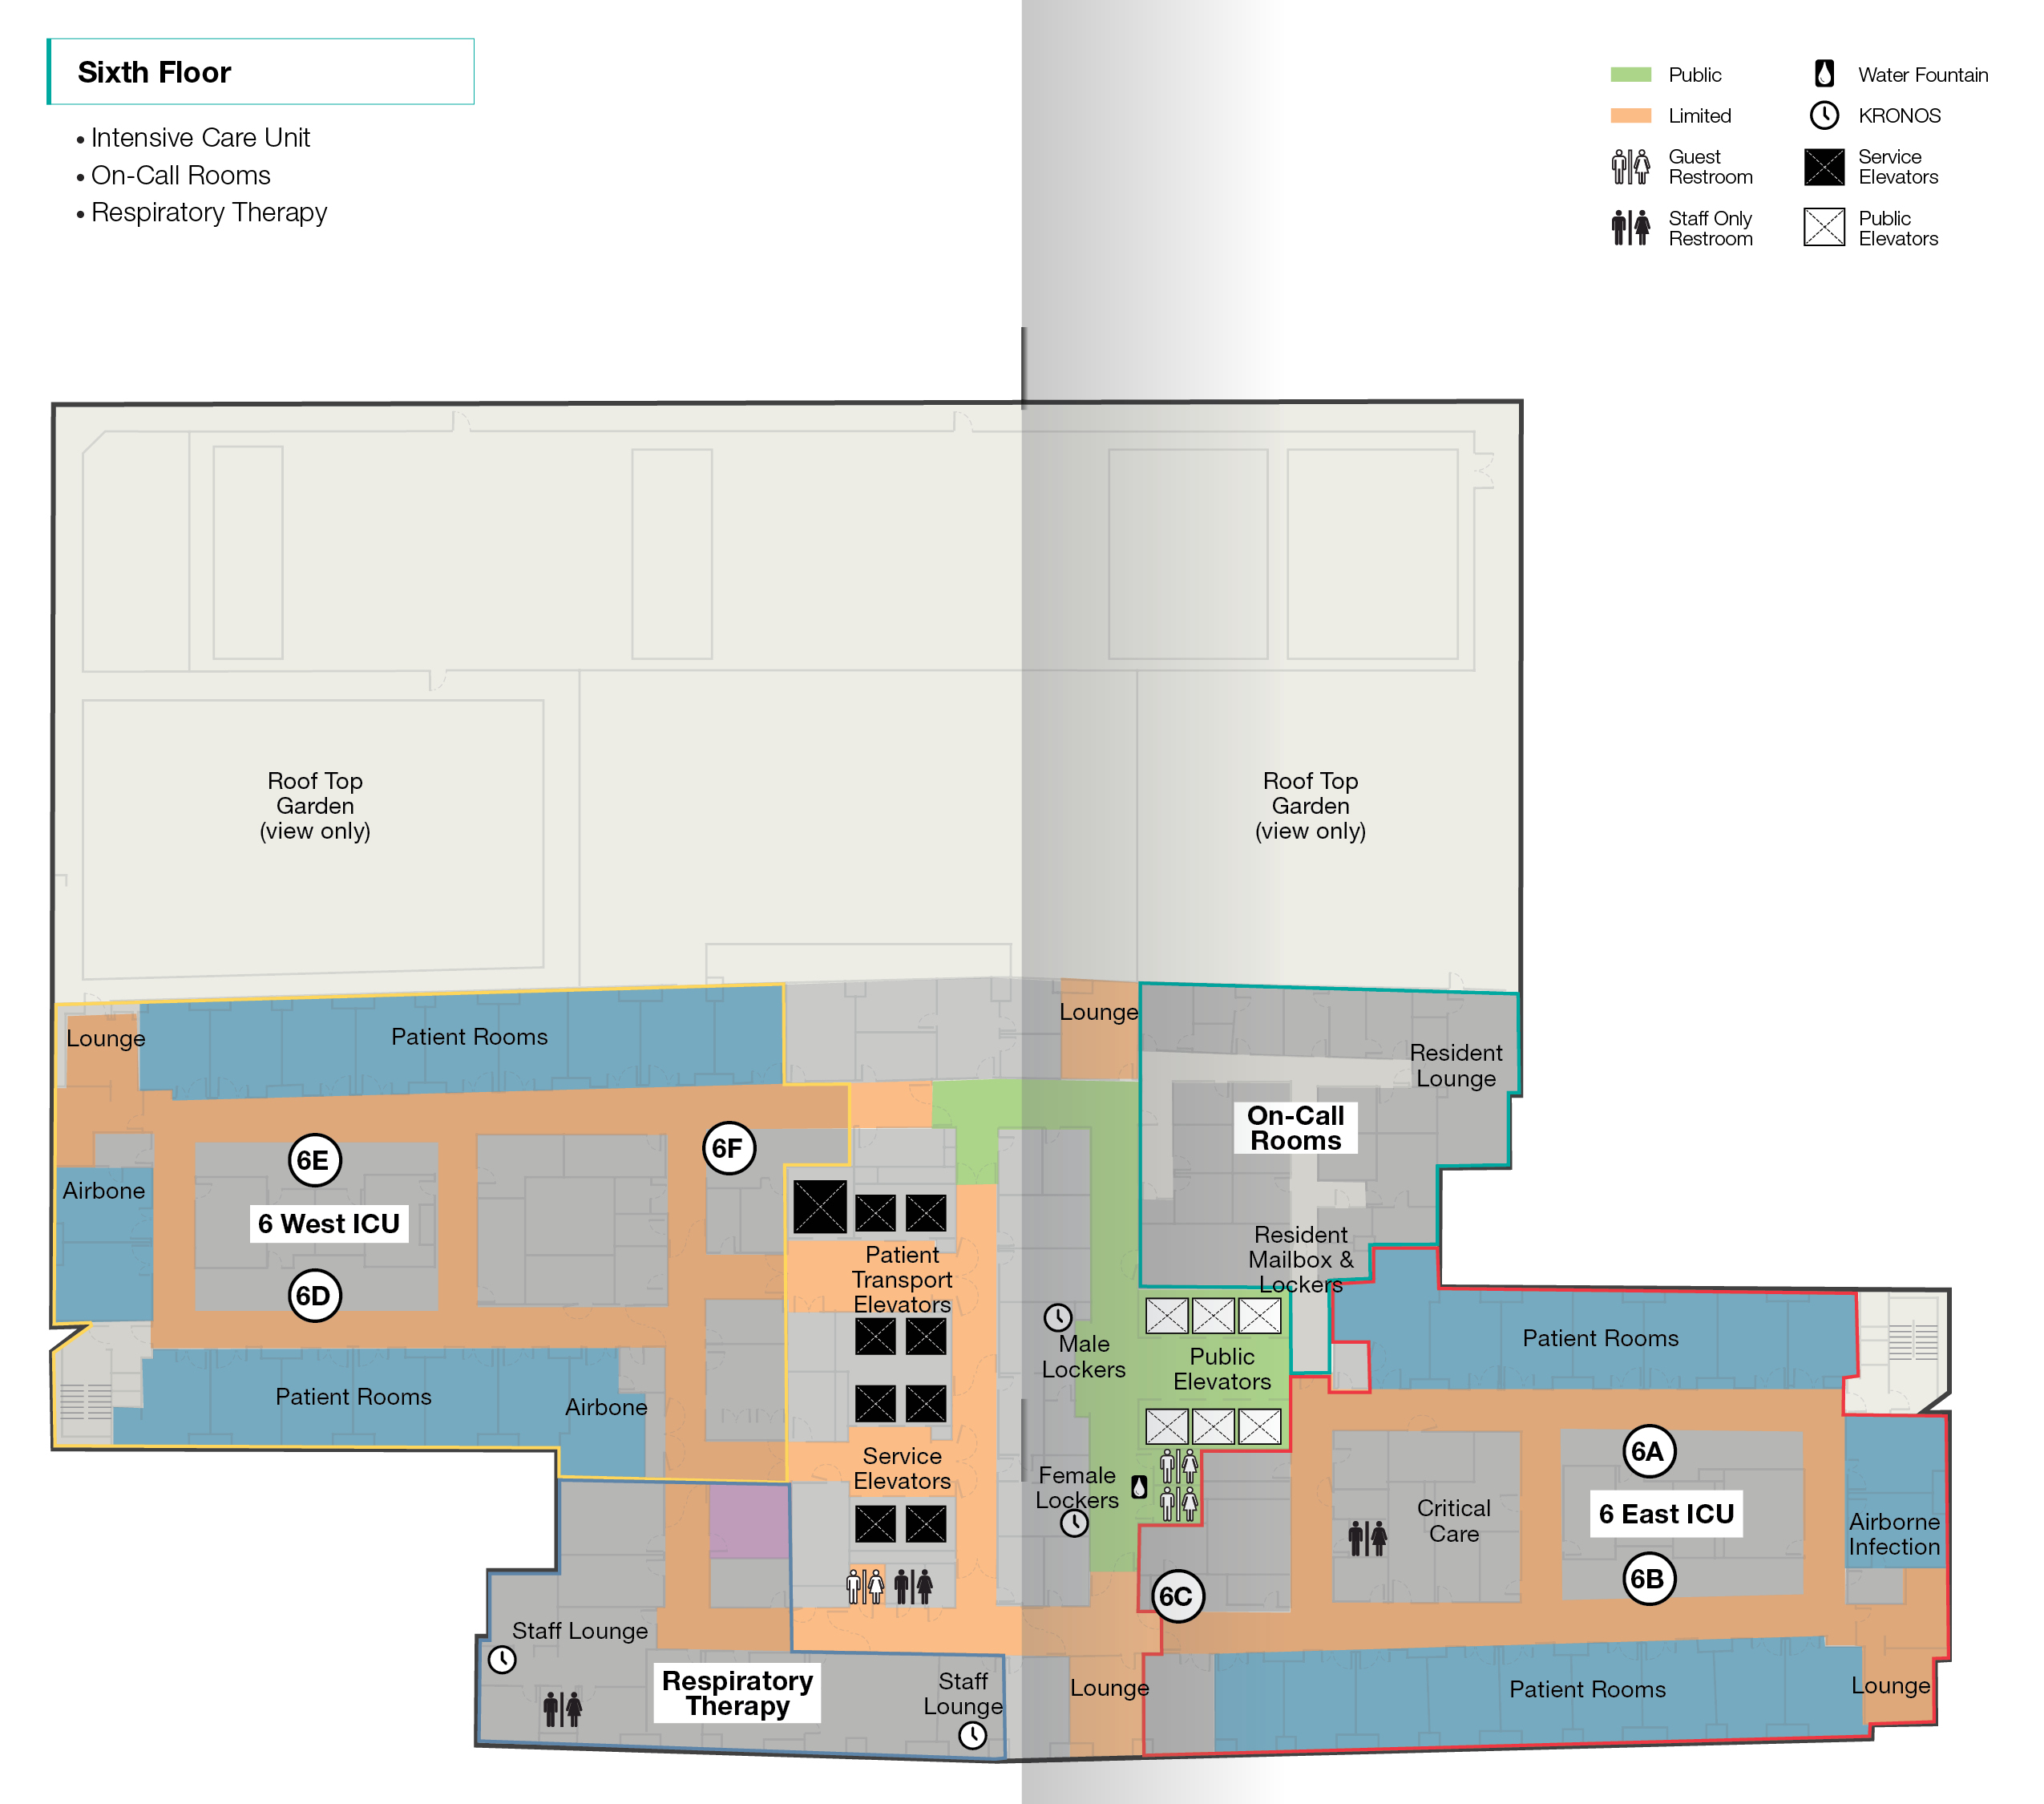 Sixth Floor
• Intensive Care Unit
• On-Call Rooms
• Respiratory Therapy
Public
Limited
Guest
Restroom
Staff Only
Restroom
Water Fountain
KRONOS
Service
Elevators
Public
Elevators
Roof Top
Garden
(view only)
Roof Top
Garden
(view only)
Lounge
Patient Rooms
Lounge
Resident
Lounge
On-Call
Rooms
6E
6F
Airbone
6 West ICU
6D
Patient
Transport
Elevators
Resident
Mailbox &
Lockers
Male
Lockers
Public
Elevators
Patient Rooms
Patient Rooms
Airbone
Service
Elevators
Female
Lockers
6A
Critical
Care
6 East ICU
Airborne
Infection
6B
6C
Staff Lounge
Respiratory
Therapy
Staff
Lounge
Lounge
Patient Rooms
Lounge